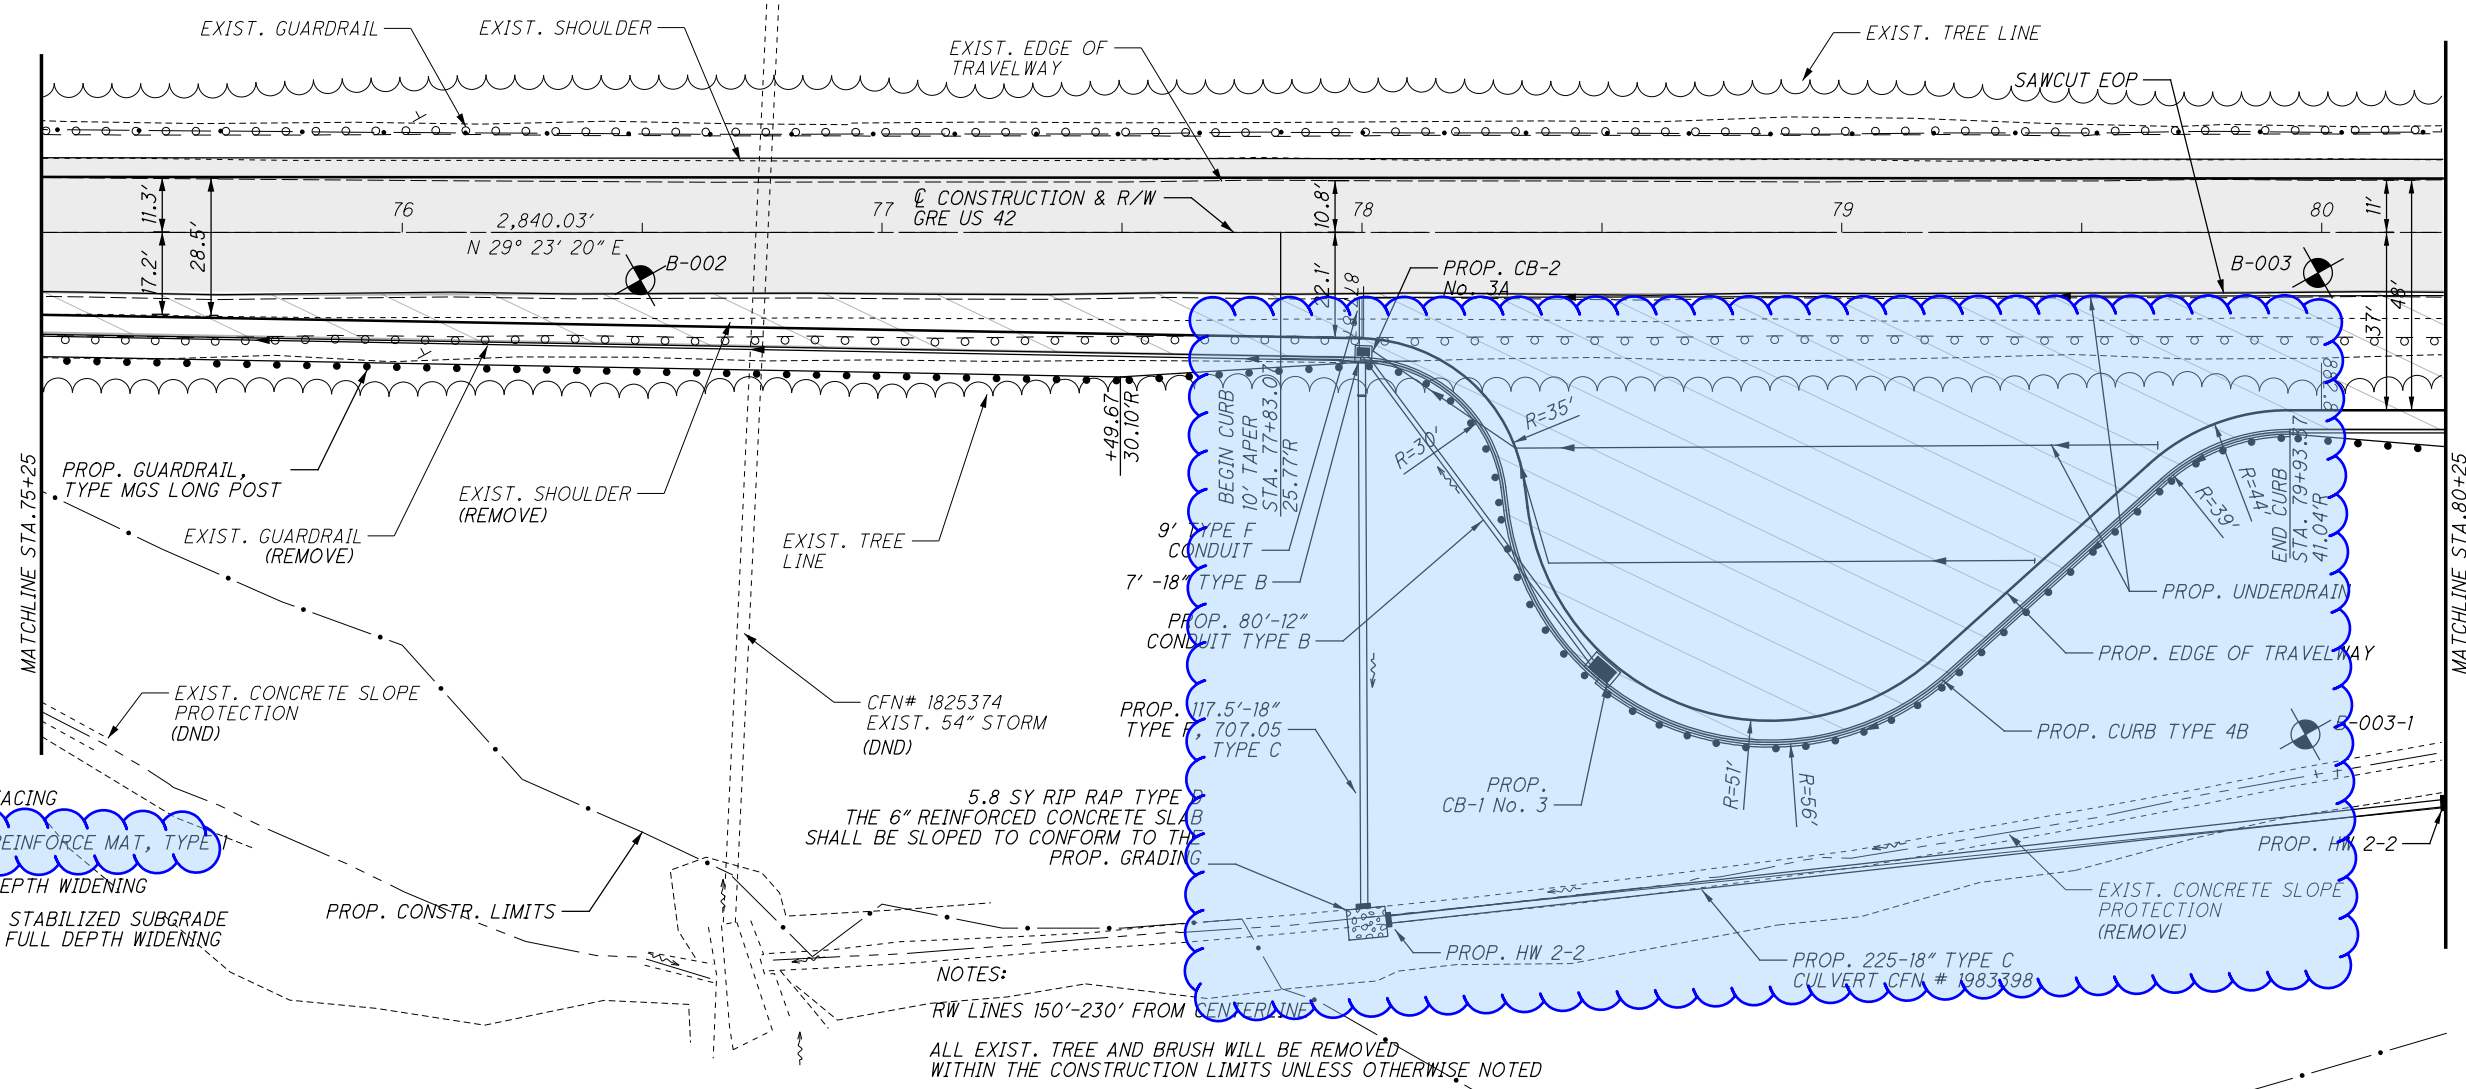 EXIST. GUARDRAIL
EXIST. SHOULDER
EXIST. EDGE OF
TRAVELWAY
EXIST. TREE LINE
SAWCUT EOP
11.3'
28.5'
17.2'
76
2,840.03'
N 29° 23' 20" E
B-002
77
℄ CONSTRUCTION & R/W
GRE US 42
10.8'
78
79
80
11'
48'
37'
B-003
22.1'
PROP. CB-2
No. 3A
PROP. GUARDRAIL,
TYPE MGS LONG POST
EXIST. SHOULDER
(REMOVE)
EXIST. GUARDRAIL
(REMOVE)
EXIST. TREE
LINE
+49.67
30.10'R
BEGIN CURB
10' TAPER
STA. 77+83.07
25.77'R
R=30'
R=35'
R=44'
R=39'
END CURB
STA. 79+93.57
41.04'R
MATCHLINE STA.75+25
MATCHLINE STA.80+25
9' TYPE F
CONDUIT
7' -18" TYPE B
PROP. 80'-12"
CONDUIT TYPE B
PROP. UNDERDRAIN
PROP. EDGE OF TRAVELWAY
PROP. CURB TYPE 4B
B-003-1
EXIST. CONCRETE SLOPE
PROTECTION
(DND)
CFN# 1825374
EXIST. 54" STORM
(DND)
PROP. 117.5'-18"
TYPE F, 707.05
TYPE C
R=51'
R=56'
PROP.
CB-1 No. 3
5.8 SY RIP RAP TYPE D
THE 6" REINFORCED CONCRETE SLAB
SHALL BE SLOPED TO CONFORM TO THE
PROP. GRADING
ACING
REINFORCE MAT, TYPE 1
EPTH WIDENING
STABILIZED SUBGRADE
FULL DEPTH WIDENING
PROP. CONSTR. LIMITS
PROP. HW 2-2
PROP. HW 2-2
EXIST. CONCRETE SLOPE
PROTECTION
(REMOVE)
PROP. 225-18" TYPE C
CULVERT CFN # 1983398
NOTES:
RW LINES 150'-230' FROM CENTERLINE
ALL EXIST. TREE AND BRUSH WILL BE REMOVED
WITHIN THE CONSTRUCTION LIMITS UNLESS OTHERWISE NOTED